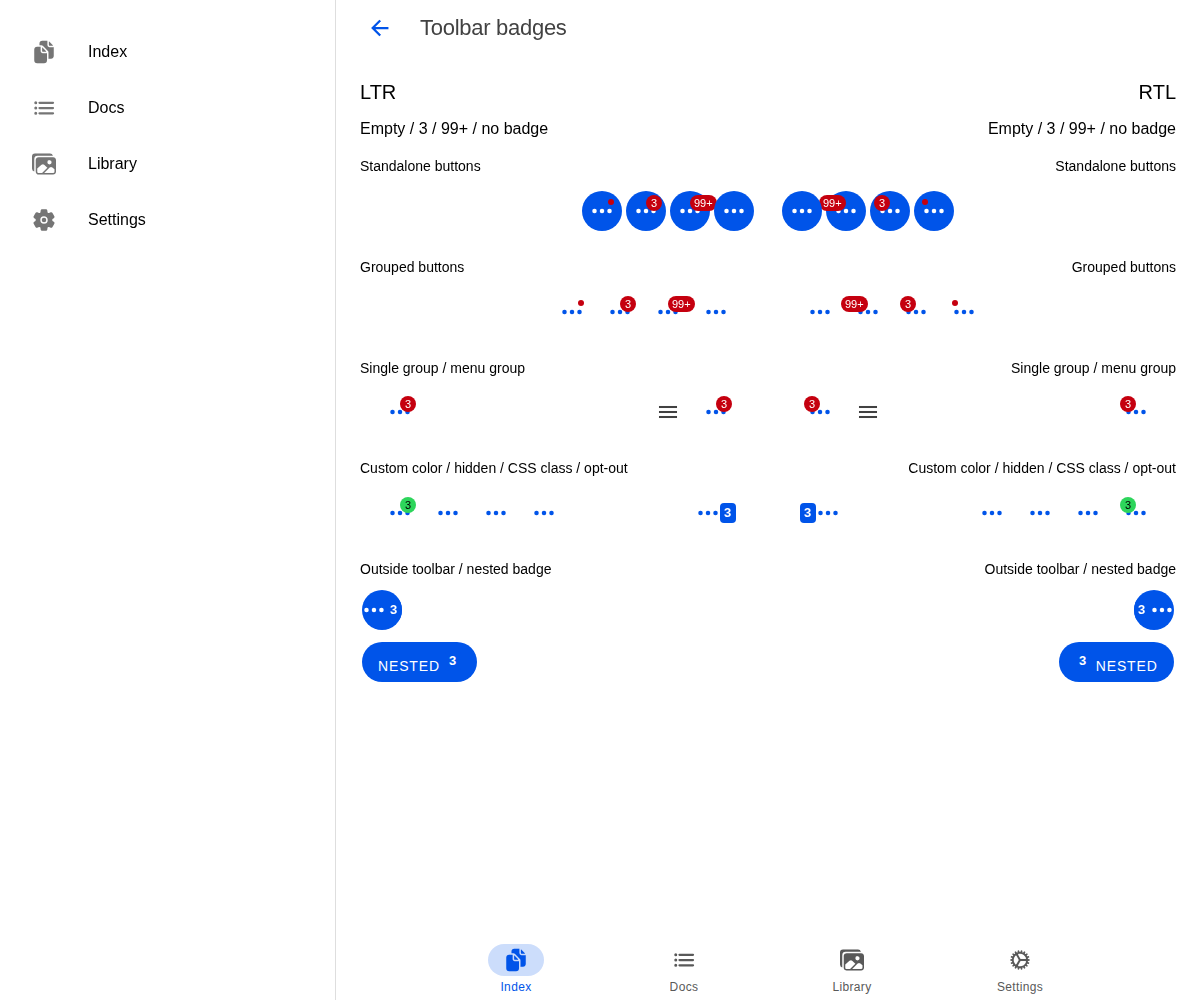 Index
Docs
Library
Settings
Toolbar badges
LTR
RTL
Empty / 3 / 99+ / no badge
Empty / 3 / 99+ / no badge
Standalone buttons
Standalone buttons
3 99+ 99+ 3
Grouped buttons
Grouped buttons
3 99+ 99+ 3
Single group / menu group
Single group / menu group
3 3 3 3
Custom color / hidden / CSS class / opt-out
Custom color / hidden / CSS class / opt-out
3 3 3 3
Outside toolbar / nested badge
Outside toolbar / nested badge
3 3
NESTED 3
3 NESTED
Index
Docs
Library
Settings